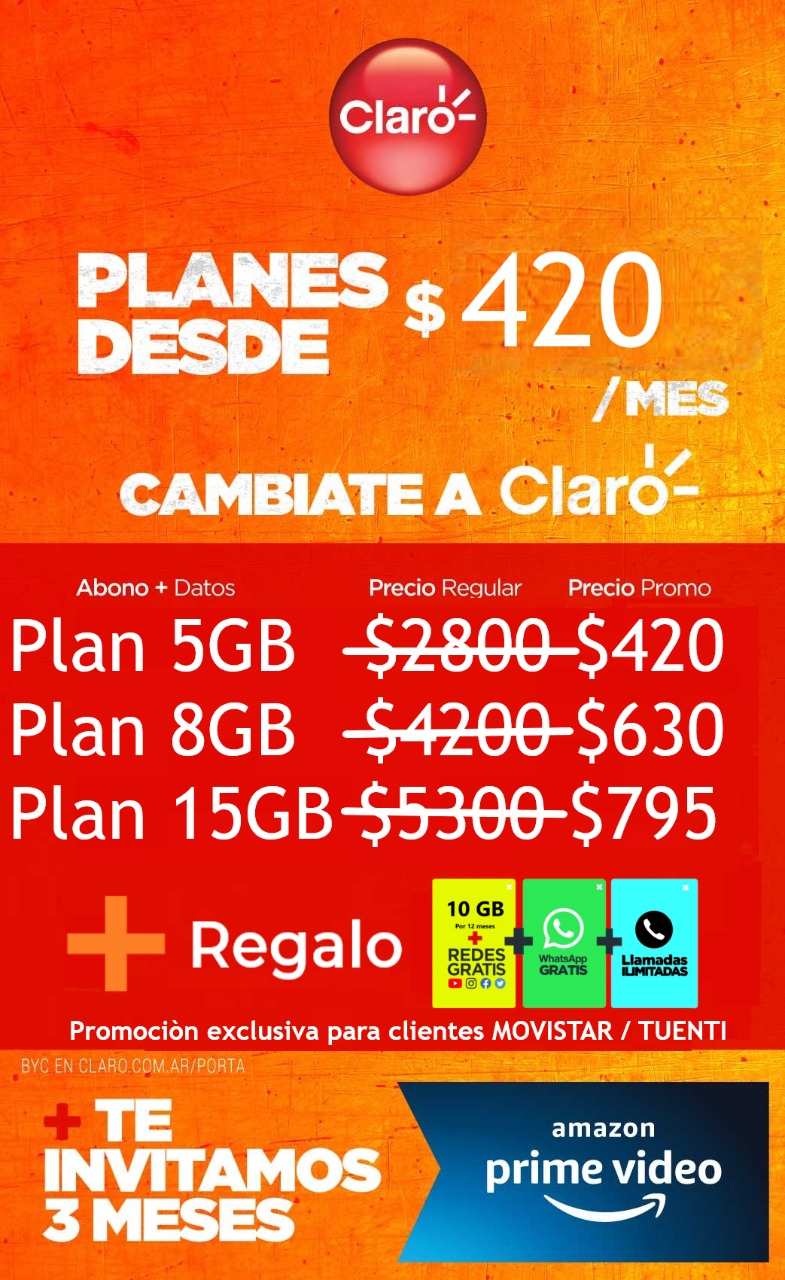 Claro
PLANES
DESDE
$420
/MES
CAMBIATE A Claro
Abono + Datos Precio Regular Precio Promo
Plan 5GB $2800 $420
Plan 8GB $4200 $630
Plan 15GB $5300 $795
+ Regalo
10 GB
Por 12 meses
+
REDES
GRATIS
+
WhatsApp
GRATIS
+
Llamadas
ILIMITADAS
Promociòn exclusiva para clientes MOVISTAR / TUENTI
BYC EN CLARO.COM.AR/PORTA
+ TE
INVITAMOS
3 MESES
amazon
prime video